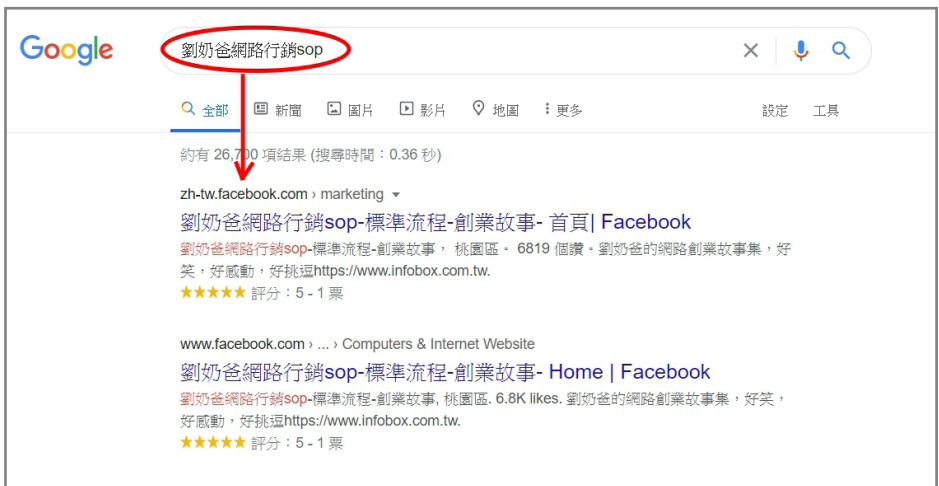 Google
劉奶爸網路行銷sop
全部 新聞 圖片 影片 地圖 更多 設定 工具
約有 26,700 項結果 (搜尋時間：0.36 秒)
zh-tw.facebook.com › marketing
劉奶爸網路行銷sop-標準流程-創業故事- 首頁| Facebook
劉奶爸網路行銷sop-標準流程-創業故事， 桃園區。 6819 個讚。劉奶爸的網路創業故事集，好
笑，好感動，好挑逗https://www.infobox.com.tw.
★★★★★ 評分：5 - 1 票
www.facebook.com › ... › Computers & Internet Website
劉奶爸網路行銷sop-標準流程-創業故事- Home | Facebook
劉奶爸網路行銷sop-標準流程-創業故事, 桃園區. 6.8K likes. 劉奶爸的網路創業故事集，好笑，
好感動，好挑逗https://www.infobox.com.tw.
★★★★★ 評分：5 - 1 票